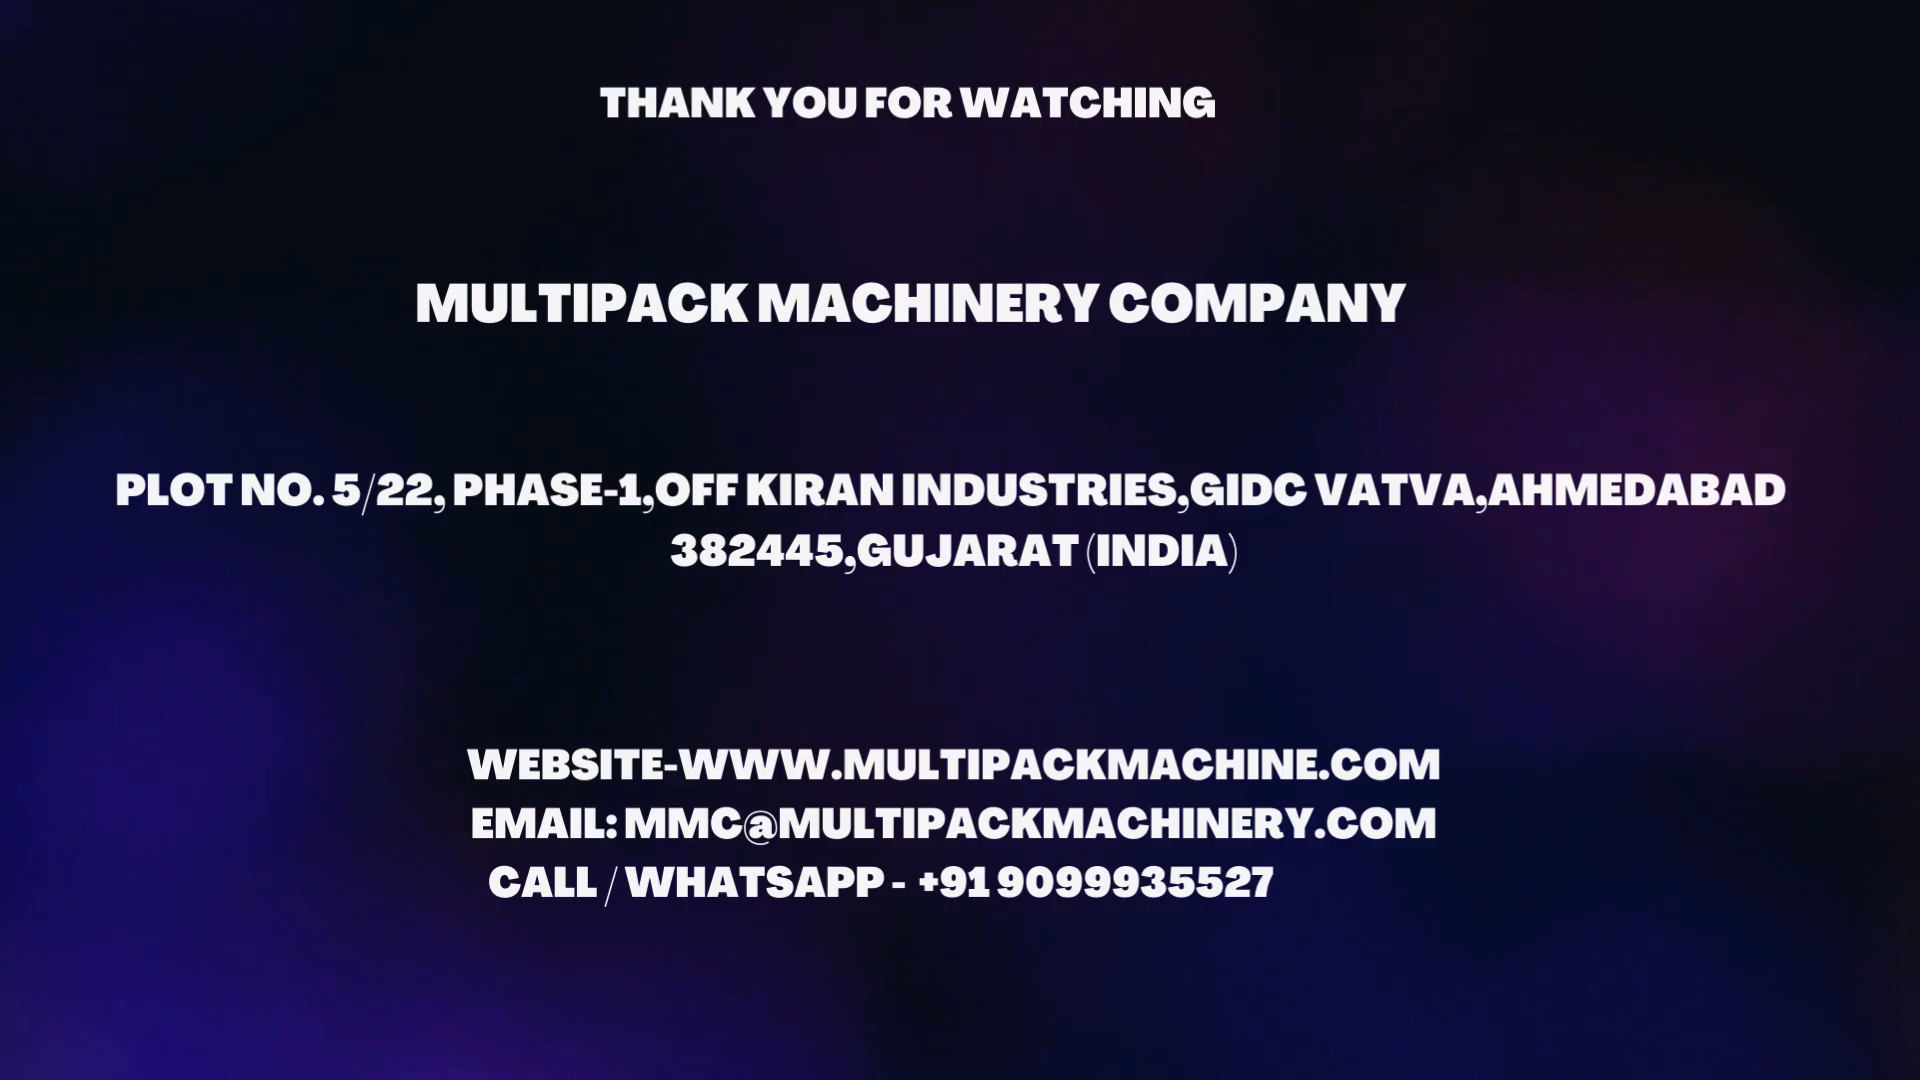 THANK YOU FOR WATCHING
MULTIPACK MACHINERY COMPANY
PLOT NO. 5/22, PHASE-1,OFF KIRAN INDUSTRIES,GIDC VATVA,AHMEDABAD
382445,GUJARAT (INDIA)
WEBSITE-WWW.MULTIPACKMACHINE.COM
EMAIL: MMC@MULTIPACKMACHINERY.COM
CALL / WHATSAPP - +91 9099935527